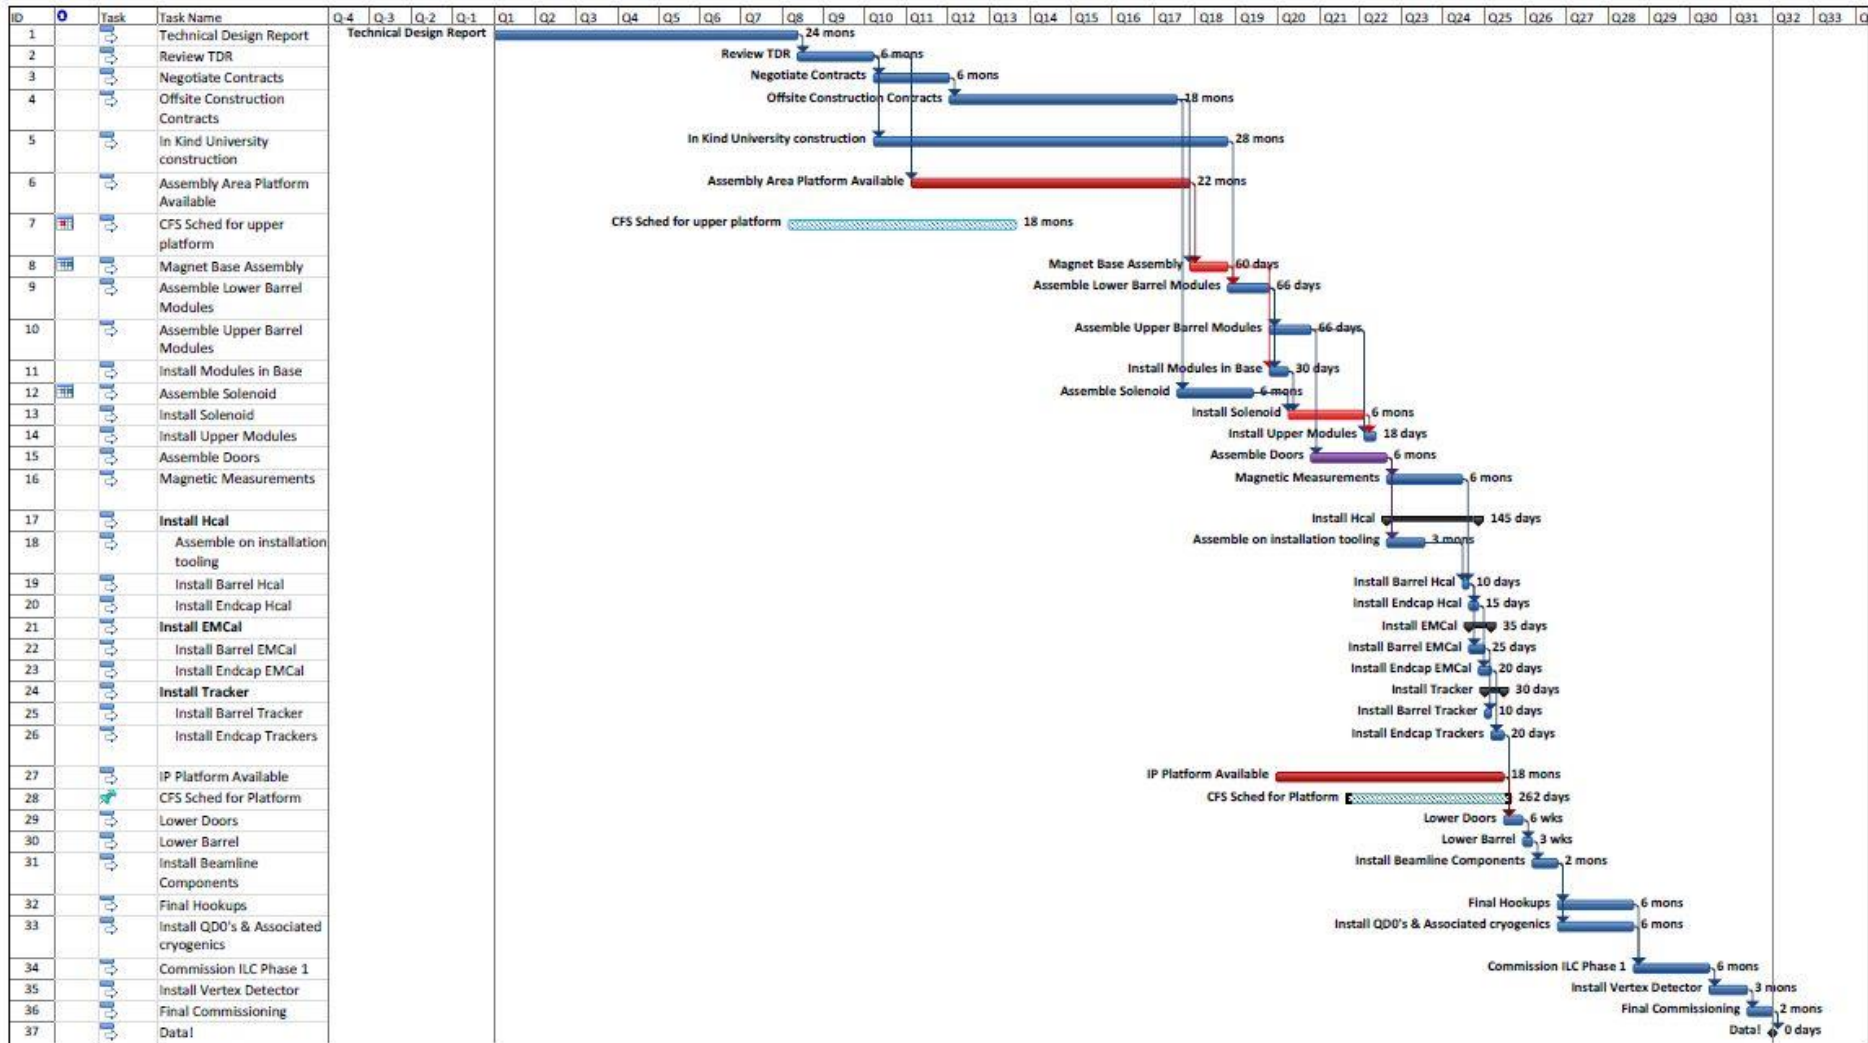 ID Task Task Name Q-4 Q-3 Q-2 Q-1 Q1 Q2 Q3 Q4 Q5 Q6 Q7 Q8 Q9 Q10 Q11 Q12 Q13 Q14 Q15 Q16 Q17 Q18 Q19 Q20 Q21 Q22 Q23 Q24 Q25 Q26 Q27 Q28 Q29 Q30 Q31 Q32 Q33 Q
1 Technical Design Report Technical Design Report 24 mons
2 Review TDR Review TDR 6 mons
3 Negotiate Contracts Negotiate Contracts 6 mons
4 Offsite Construction Offsite Construction Contracts 18 mons
Contracts
5 In Kind University In Kind University construction 28 mons
construction
6 Assembly Area Platform Assembly Area Platform Available 22 mons
Available
7 CFS Sched for upper CFS Sched for upper platform 18 mons
platform
8 Magnet Base Assembly Magnet Base Assembly 60 days
9 Assemble Lower Barrel Assemble Lower Barrel Modules 66 days
Modules
10 Assemble Upper Barrel Assemble Upper Barrel Modules 66 days
Modules
11 Install Modules in Base Install Modules in Base 30 days
12 Assemble Solenoid Assemble Solenoid 6 mons
13 Install Solenoid Install Solenoid 6 mons
14 Install Upper Modules Install Upper Modules 18 days
15 Assemble Doors Assemble Doors 6 mons
16 Magnetic Measurements Magnetic Measurements 6 mons
17 Install Hcal Install Hcal 145 days
18 Assemble on installation Assemble on installation tooling 3 mons
tooling
19 Install Barrel Hcal Install Barrel Hcal 10 days
20 Install Endcap Hcal Install Endcap Hcal 15 days
21 Install EMCal Install EMCal 35 days
22 Install Barrel EMCal Install Barrel EMCal 25 days
23 Install Endcap EMCal Install Endcap EMCal 20 days
24 Install Tracker Install Tracker 30 days
25 Install Barrel Tracker Install Barrel Tracker 10 days
26 Install Endcap Trackers Install Endcap Trackers 20 days
27 IP Platform Available IP Platform Available 18 mons
28 CFS Sched for Platform CFS Sched for Platform 262 days
29 Lower Doors Lower Doors 6 wks
30 Lower Barrel Lower Barrel 3 wks
31 Install Beamline Install Beamline Components 2 mons
Components
32 Final Hookups Final Hookups 6 mons
33 Install QD0's & Associated Install QD0's & Associated cryogenics 6 mons
cryogenics
34 Commission ILC Phase 1 Commission ILC Phase 1 6 mons
35 Install Vertex Detector Install Vertex Detector 3 mons
36 Final Commissioning Final Commissioning 2 mons
37 Data! Data! 0 days